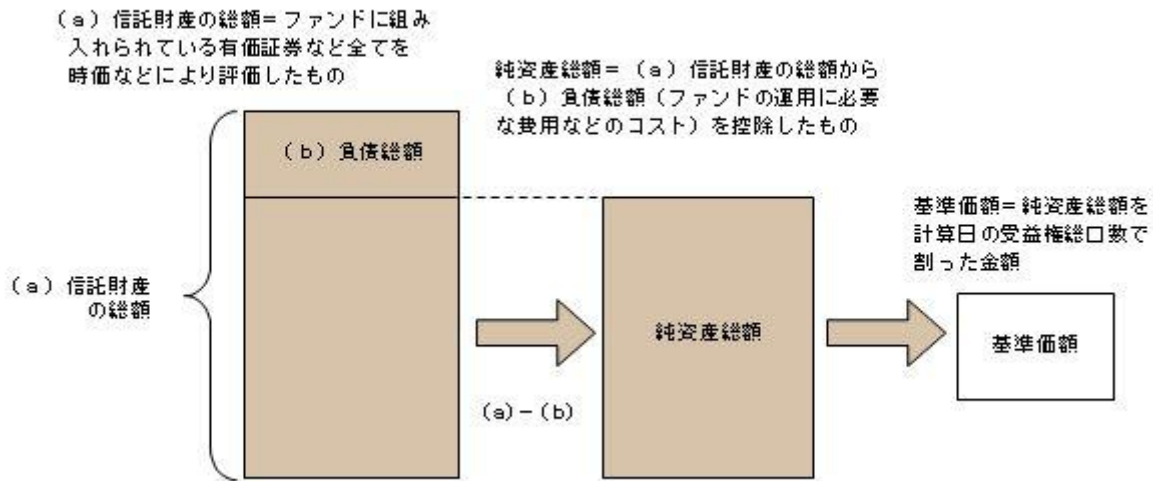 (a) 信託財産の総額= ファンドに組み
入れられている有価証券など全てを
時価などにより評価したもの
純資産総額= (a) 信託財産の総額から
(b) 負債総額(ファンドの運用に必要
な費用などのコスト)を控除したもの
(b) 負債総額
基準価額= 純資産総額を
計算日の受益権総口数で
割った金額
(a) 信託財産
の総額
純資産総額
基準価額
(a)-(b)